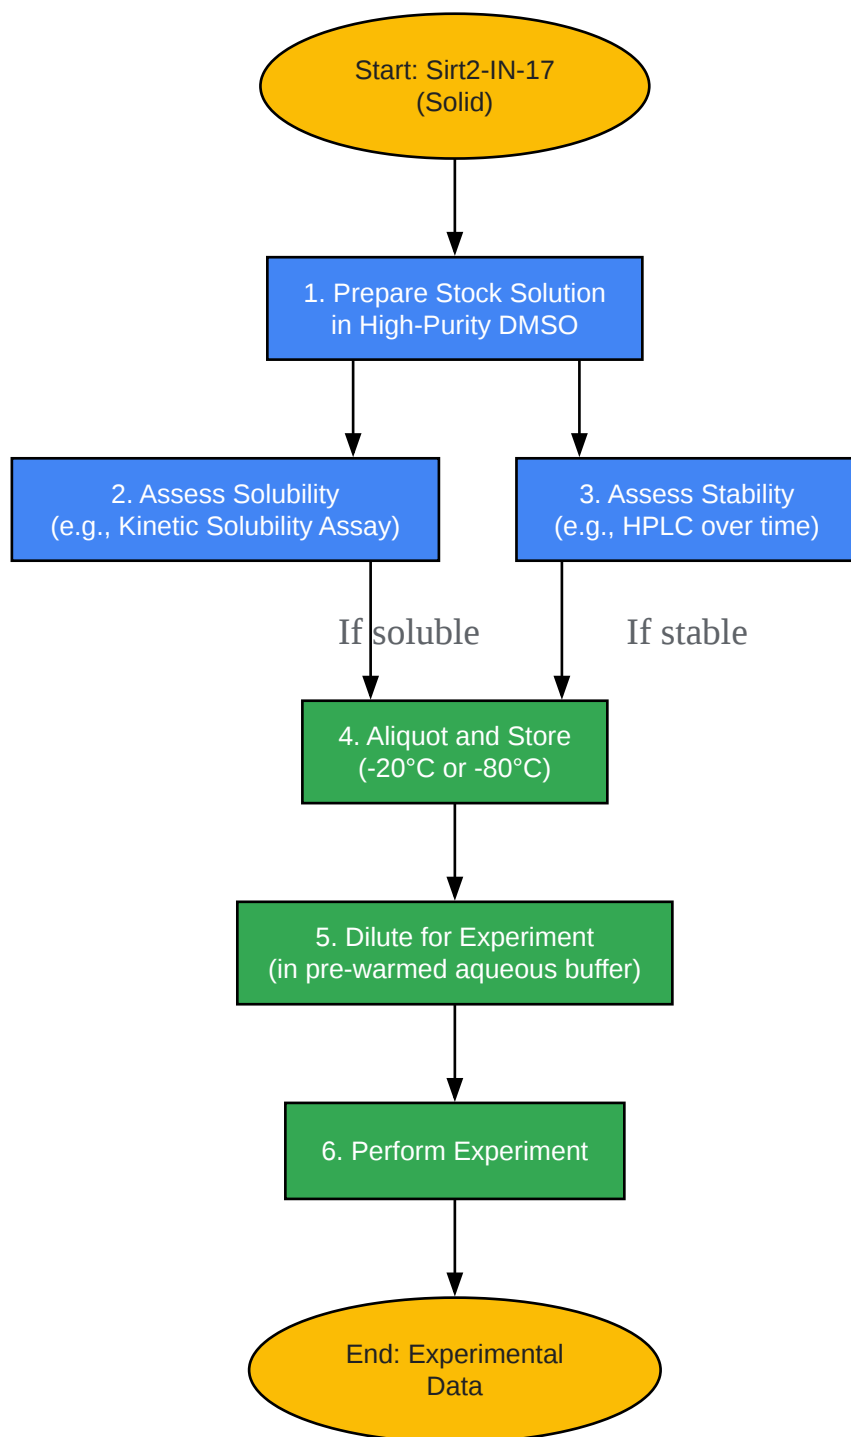 Start: Sirt2-IN-17
(Solid)
1. Prepare Stock Solution
in High-Purity DMSO
2. Assess Solubility
(e.g., Kinetic Solubility Assay)
3. Assess Stability
(e.g., HPLC over time)
If soluble
If stable
4. Aliquot and Store
(-20°C or -80°C)
5. Dilute for Experiment
(in pre-warmed aqueous buffer)
6. Perform Experiment
End: Experimental
Data